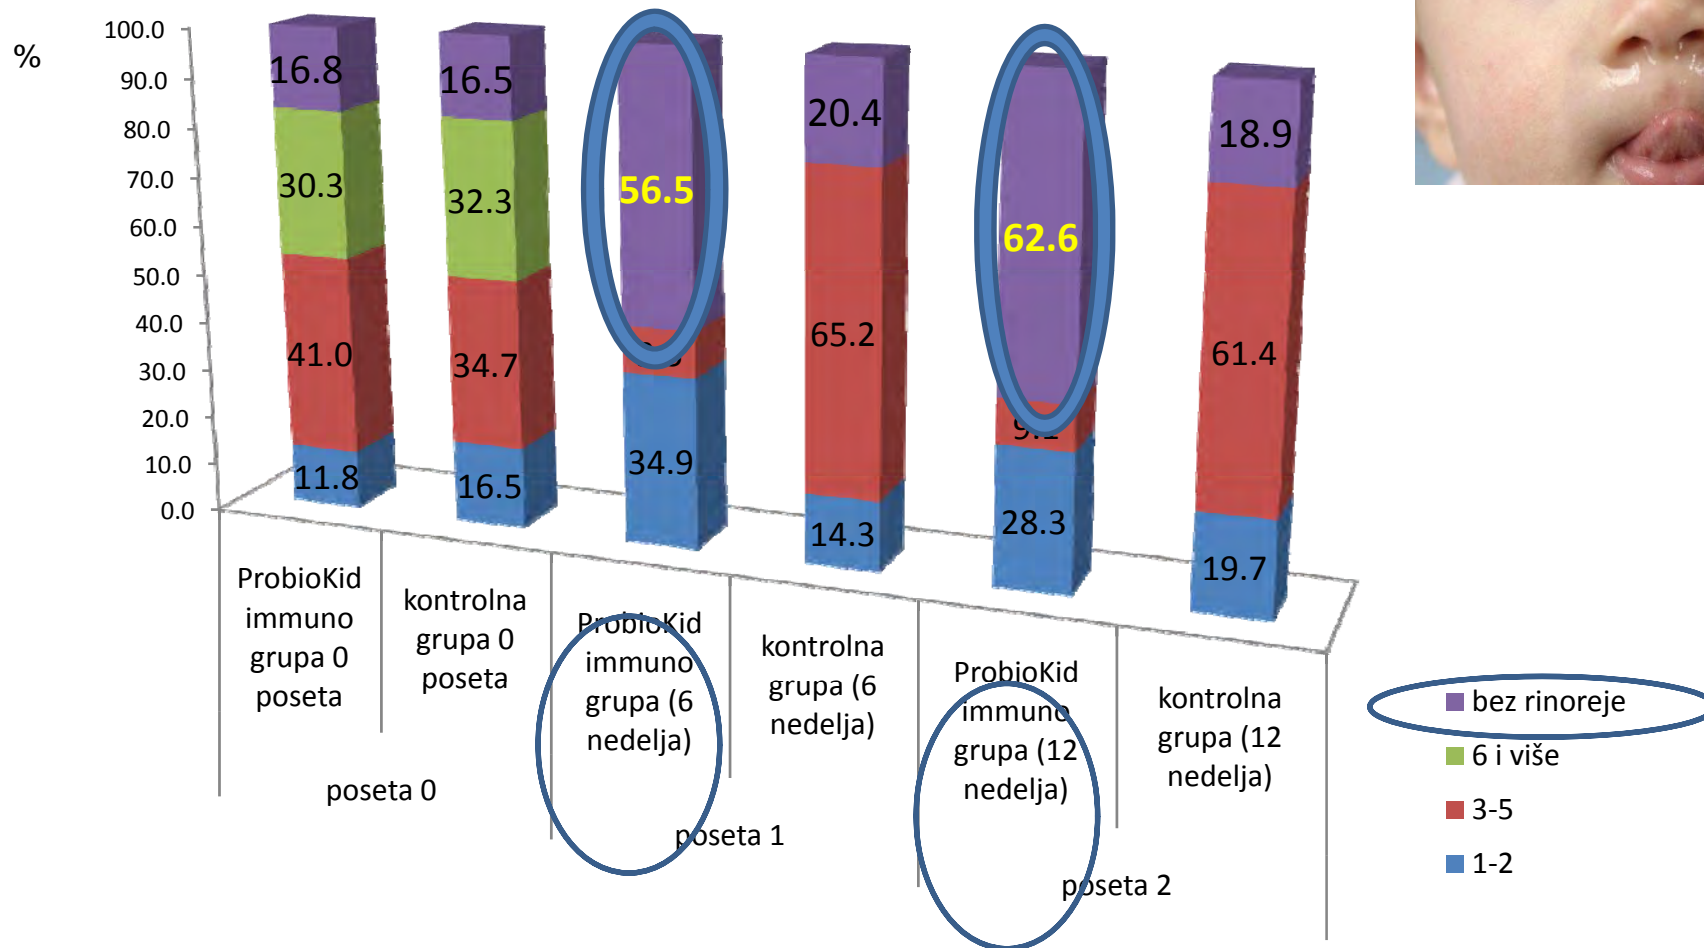 %
100.0
90.0
80.0
70.0
60.0
50.0
40.0
30.0
20.0
10.0
0.0
16.8
30.3
41.0
11.8
16.5
32.3
34.7
16.5
56.5
34.9
20.4
65.2
14.3
62.6
9.1
28.3
18.9
61.4
19.7
ProbioKid
immuno
grupa 0
poseta
kontrolna
grupa 0
poseta
ProbioKid
immuno
grupa (6
nedelja)
kontrolna
grupa (6
nedelja)
ProbioKid
immuno
grupa (12
nedelja)
kontrolna
grupa (12
nedelja)
poseta 0
poseta 1
poseta 2
bez rinoreje
6 i više
3-5
1-2